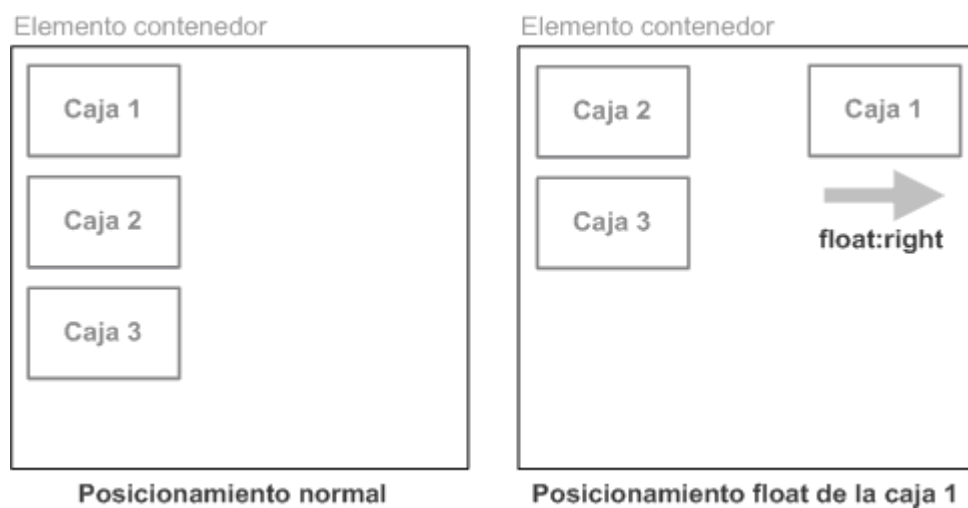 Elemento contenedor
Caja 1
Caja 2
Caja 3
Posicionamiento normal
Elemento contenedor
Caja 2
Caja 1
Caja 3
float:right
Posicionamiento float de la caja 1